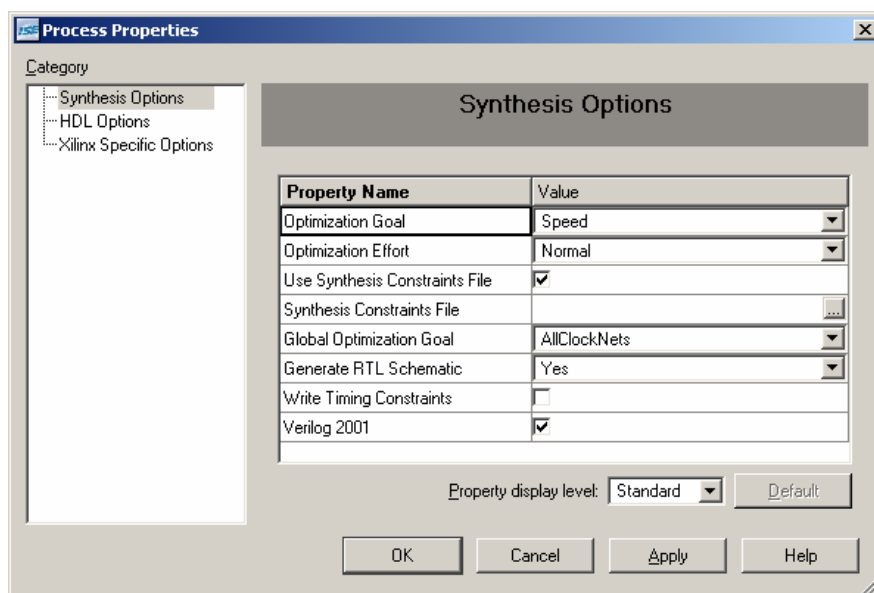 ISE Process Properties
Category
Synthesis Options
HDL Options
Xilinx Specific Options
Synthesis Options
Property Name Value
Optimization Goal Speed
Optimization Effort Normal
Use Synthesis Constraints File
Synthesis Constraints File ...
Global Optimization Goal AllClockNets
Generate RTL Schematic Yes
Write Timing Constraints
Verilog 2001
Property display level: Standard Default
OK Cancel Apply Help